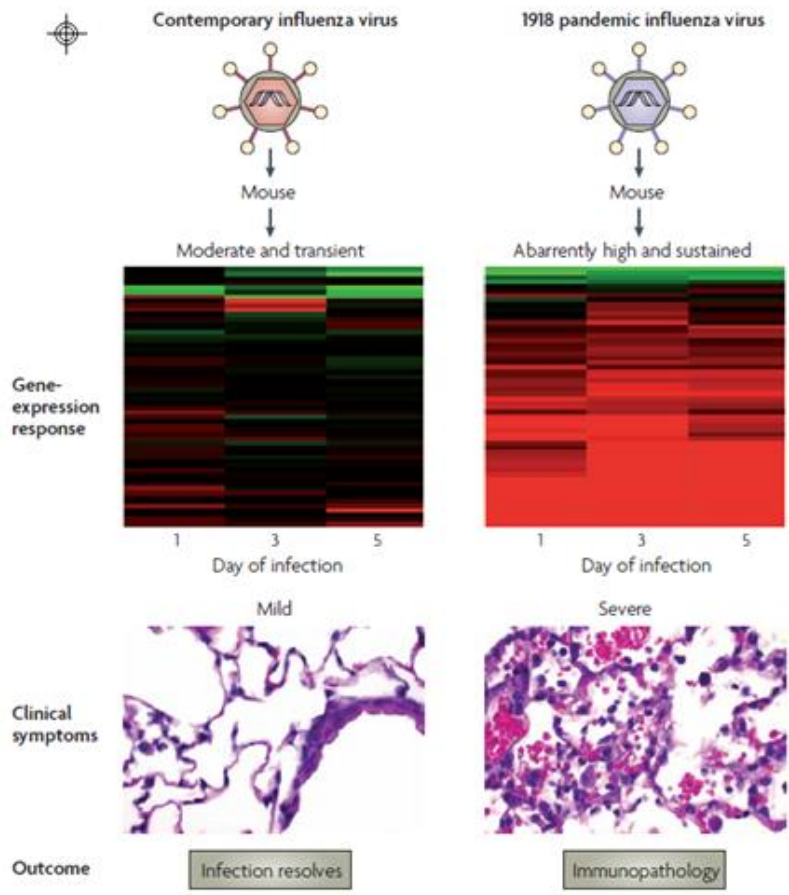 Contemporary influenza virus
1918 pandemic influenza virus
Mouse
Mouse
Moderate and transient
Abarrently high and sustained
Gene-
expression
response
1 3 5
1 3 5
Day of infection
Day of infection
Mild
Severe
Clinical
symptoms
Outcome
Infection resolves
Immunopathology